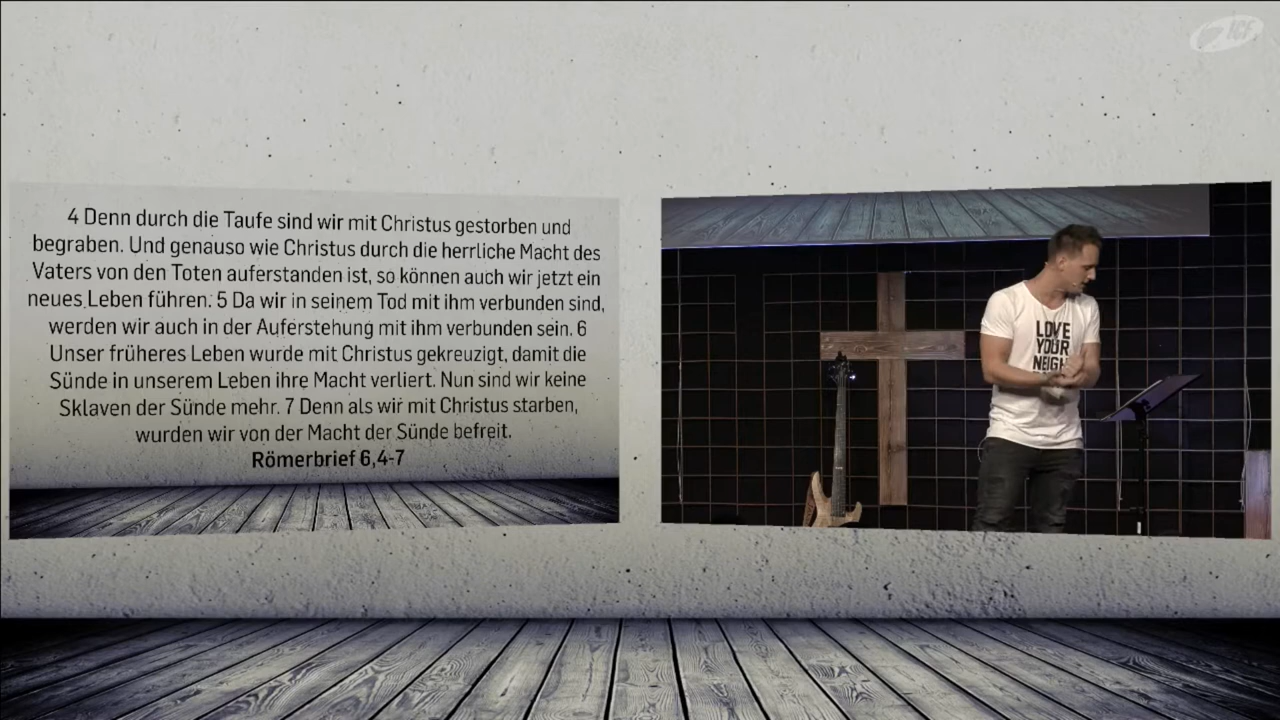 4 Denn durch die Taufe sind wir mit Christus gestorben und
begraben. Und genauso wie Christus durch die herrliche Macht des
Vaters von den Toten auferstanden ist, so können auch wir jetzt ein
neues Leben führen. 5 Da wir in seinem Tod mit ihm verbunden sind,
werden wir auch in der Auferstehung mit ihm verbunden sein. 6
Unser früheres Leben wurde mit Christus gekreuzigt, damit die
Sünde in unserem Leben ihre Macht verliert. Nun sind wir keine
Sklaven der Sünde mehr. 7 Denn als wir mit Christus starben,
wurden wir von der Macht der Sünde befreit.
Römerbrief 6,4-7
LOVE
YOUR
NEIGH
ICF